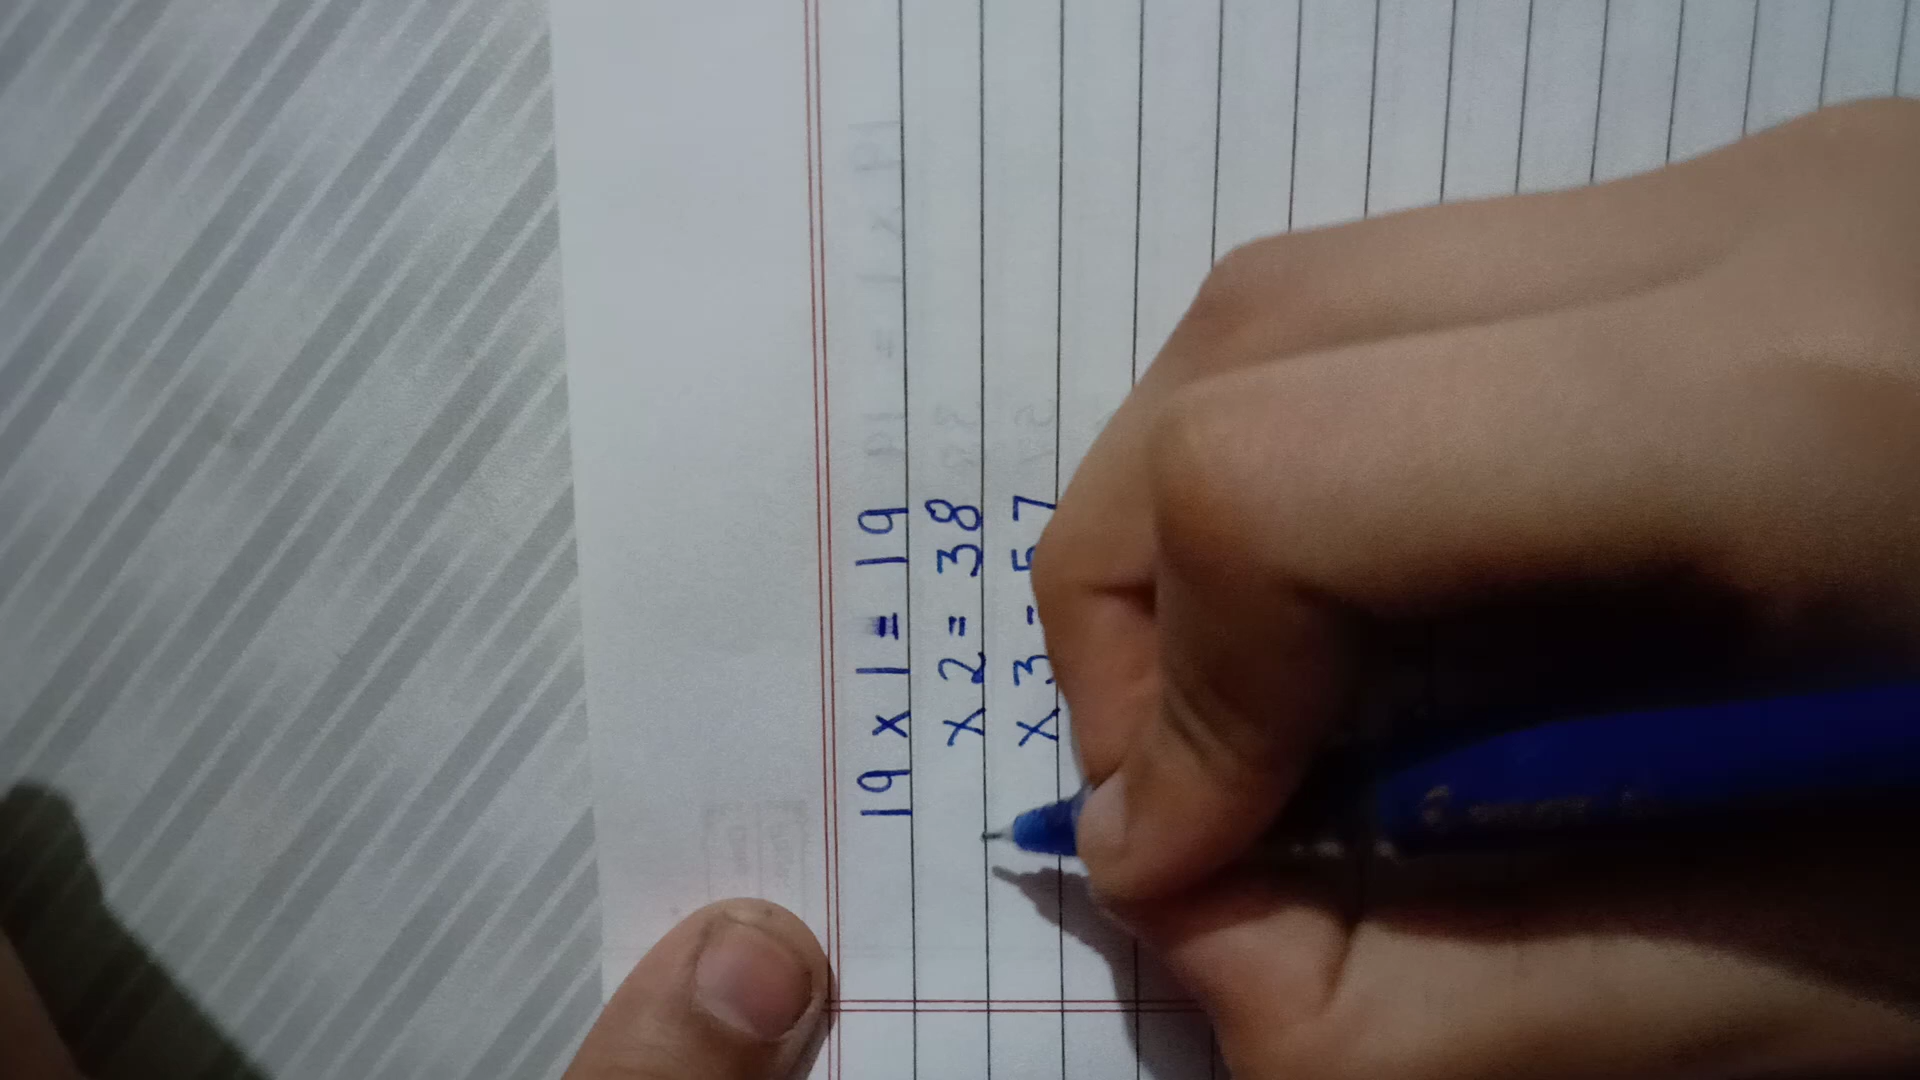 19 x 1 = 19
x 2 = 38
x 3 = 57